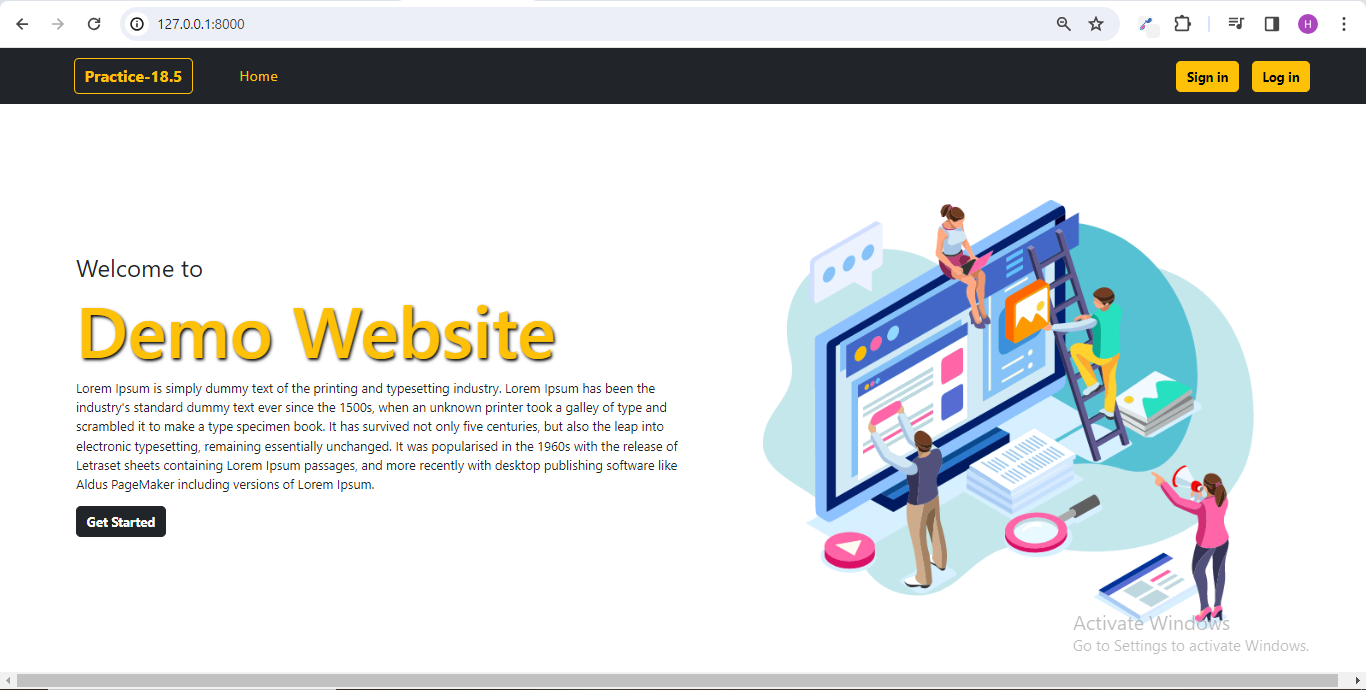 127.0.0.1:8000
H
Practice-18.5
Home
Sign in
Log in
Welcome to
Demo Website
Lorem Ipsum is simply dummy text of the printing and typesetting industry. Lorem Ipsum has been the
industry's standard dummy text ever since the 1500s, when an unknown printer took a galley of type and
scrambled it to make a type specimen book. It has survived not only five centuries, but also the leap into
electronic typesetting, remaining essentially unchanged. It was popularised in the 1960s with the release of
Letraset sheets containing Lorem Ipsum passages, and more recently with desktop publishing software like
Aldus PageMaker including versions of Lorem Ipsum.
Get Started
Activate Windows
Go to Settings to activate Windows.